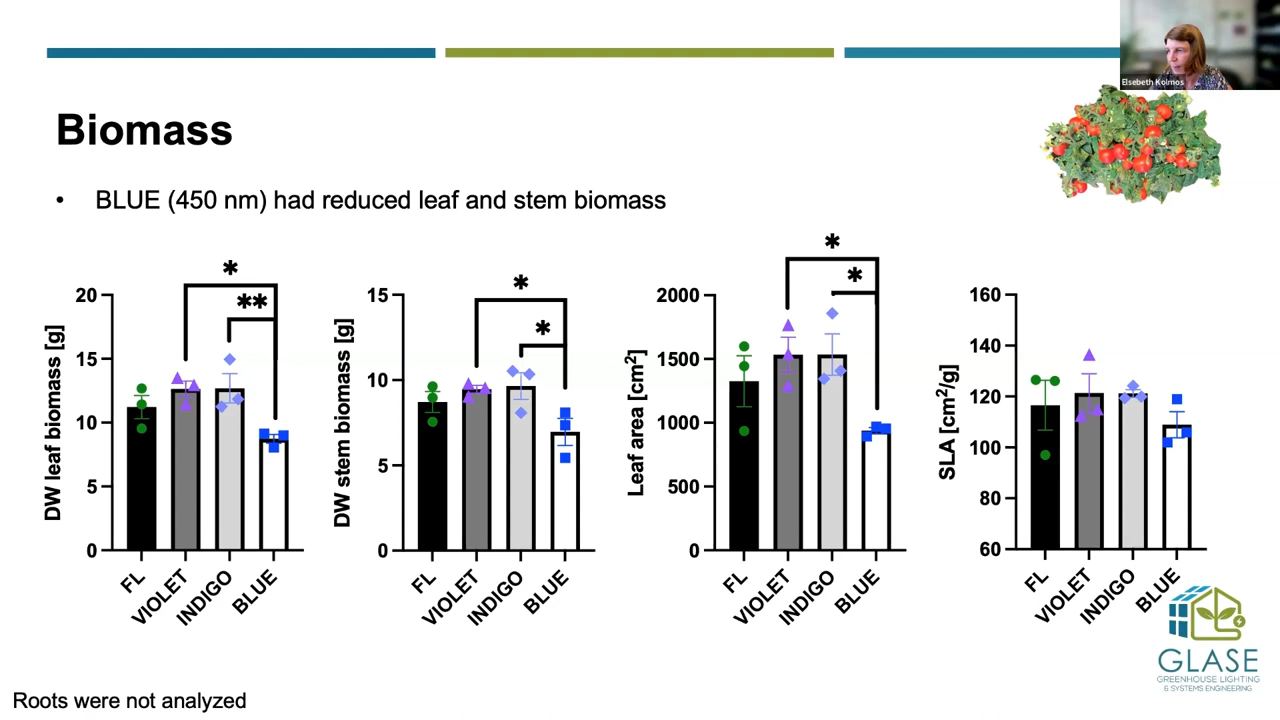 Elsebeth Kolmos
Biomass
• BLUE (450 nm) had reduced leaf and stem biomass
DW leaf biomass [g]
20
15
10
5
0
*
**
FL
VIOLET
INDIGO
BLUE
DW stem biomass [g]
15
10
5
0
*
*
FL
VIOLET
INDIGO
BLUE
Leaf area [cm²]
2000
1500
1000
500
0
*
*
FL
VIOLET
INDIGO
BLUE
SLA [cm²/g]
160
140
120
100
80
60
FL
VIOLET
INDIGO
BLUE
GLASE
GREENHOUSE LIGHTING
& SYSTEMS ENGINEERING
Roots were not analyzed